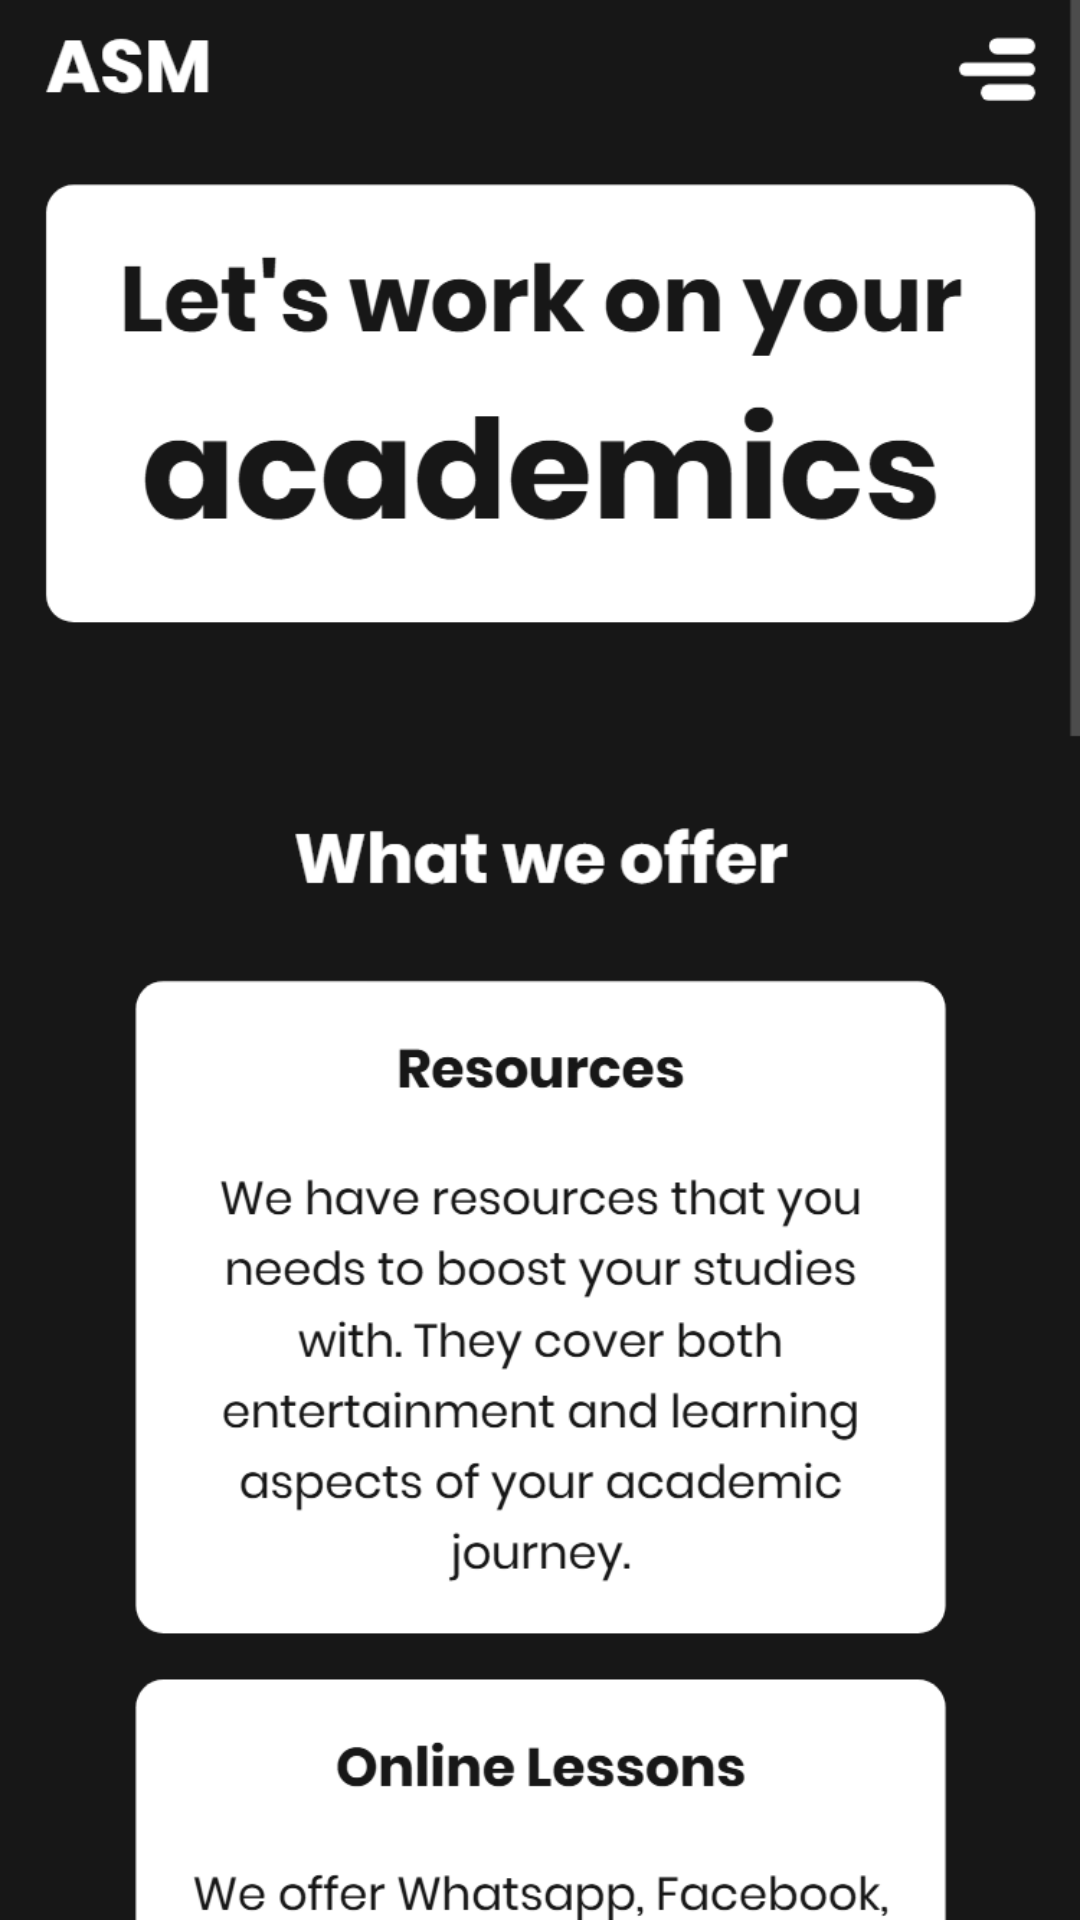 ASM
Let's work on your
academics
What we offer
Resources
We have resources that you
needs to boost your studies
with. They cover both
entertainment and learning
aspects of your academic
journey.
Online Lessons
We offer Whatsapp, Facebook,